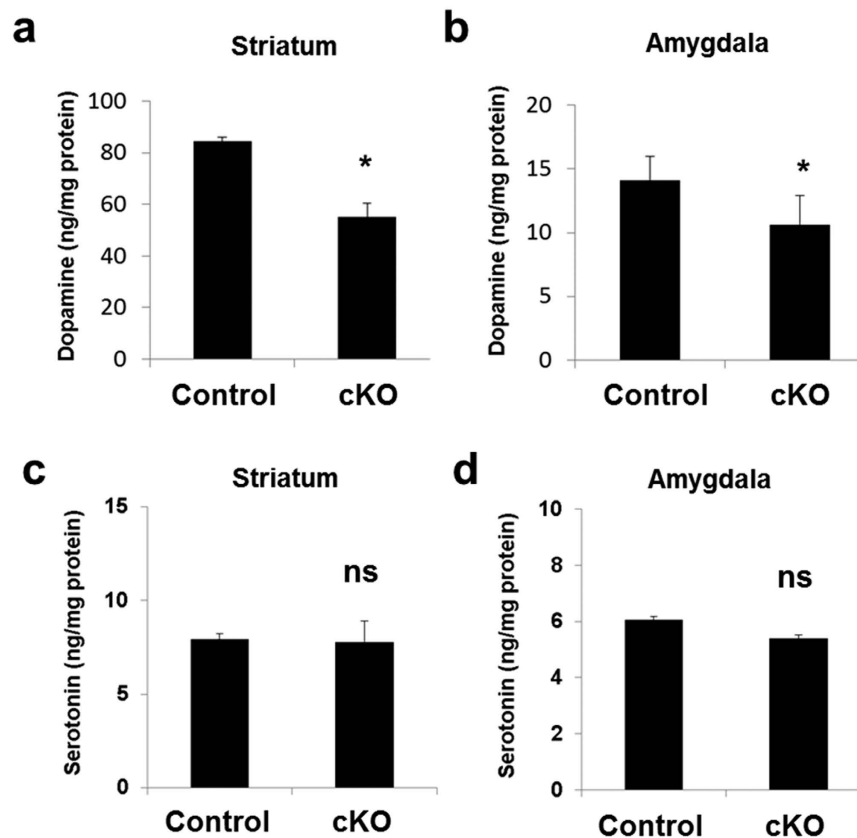 a
Striatum
Dopamine (ng/mg protein)
100
80
60
40
20
0
*
Control
cKO
b
Amygdala
Dopamine (ng/mg protein)
20
15
10
5
0
*
Control
cKO
c
Striatum
Serotonin (ng/mg protein)
15
10
5
0
ns
Control
cKO
d
Amygdala
Serotonin (ng/mg protein)
10
8
6
4
2
0
ns
Control
cKO